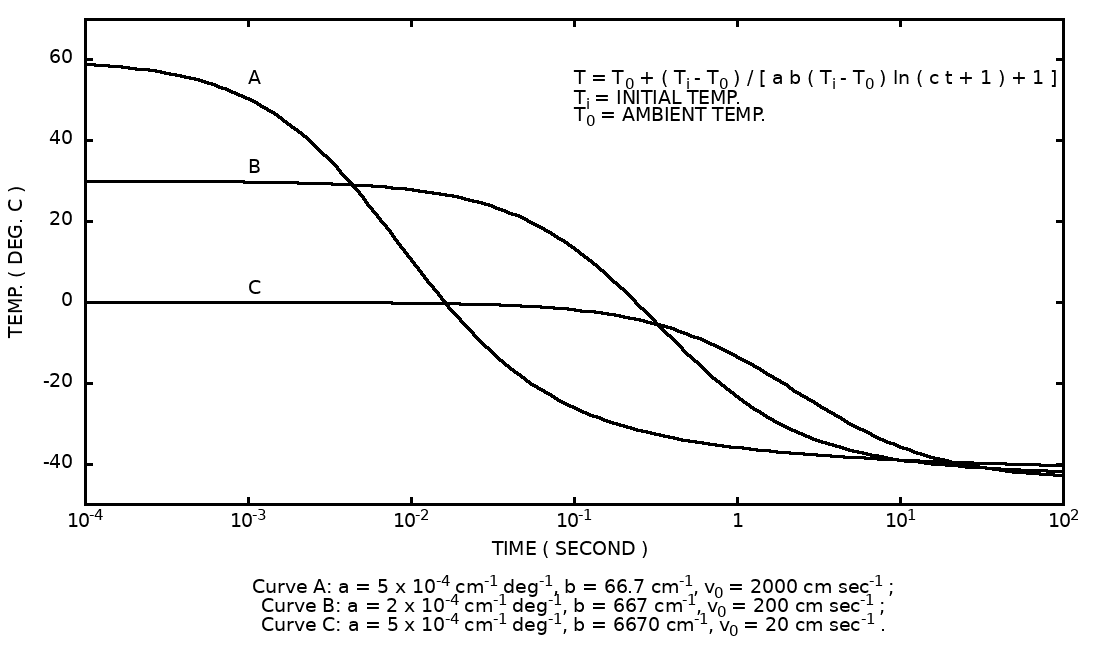 60
A
T = T₀ + ( Tᵢ - T₀ ) / [ a b ( Tᵢ - T₀ ) ln ( c t + 1 ) + 1 ]
Tᵢ = INITIAL TEMP.
T₀ = AMBIENT TEMP.
40
B
20
TEMP. ( DEG. C )
C
0
-20
-40
10⁻⁴ 10⁻³ 10⁻² 10⁻¹ 1 10¹ 10²
TIME ( SECOND )
Curve A: a = 5 x 10⁻⁴ cm⁻¹ deg⁻¹, b = 66.7 cm⁻¹, v₀ = 2000 cm sec⁻¹ ;
Curve B: a = 2 x 10⁻⁴ cm⁻¹ deg⁻¹, b = 667 cm⁻¹, v₀ = 200 cm sec⁻¹ ;
Curve C: a = 5 x 10⁻⁴ cm⁻¹ deg⁻¹, b = 6670 cm⁻¹, v₀ = 20 cm sec⁻¹ .